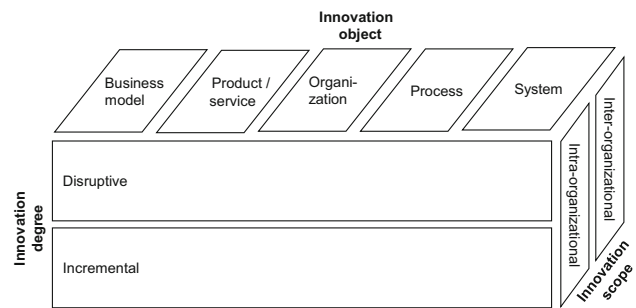 Innovation
object
Business
model
Product /
service
Organi-
zation
Process
System
Innovation
degree
Disruptive
Incremental
Intra-organizational
Inter-organizational
Innovation
scope